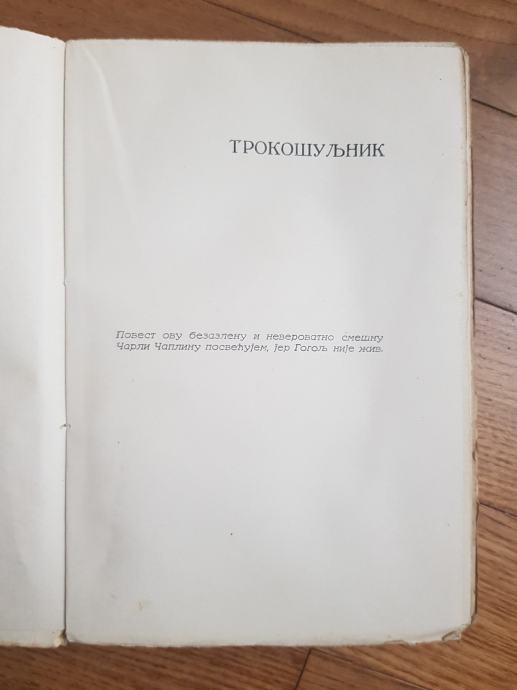 ТРОКОШУЉНИК
Повест ову безазлену и невероватно смешну
Чарли Чаплину посвећујем, јер Гогољ није жив.